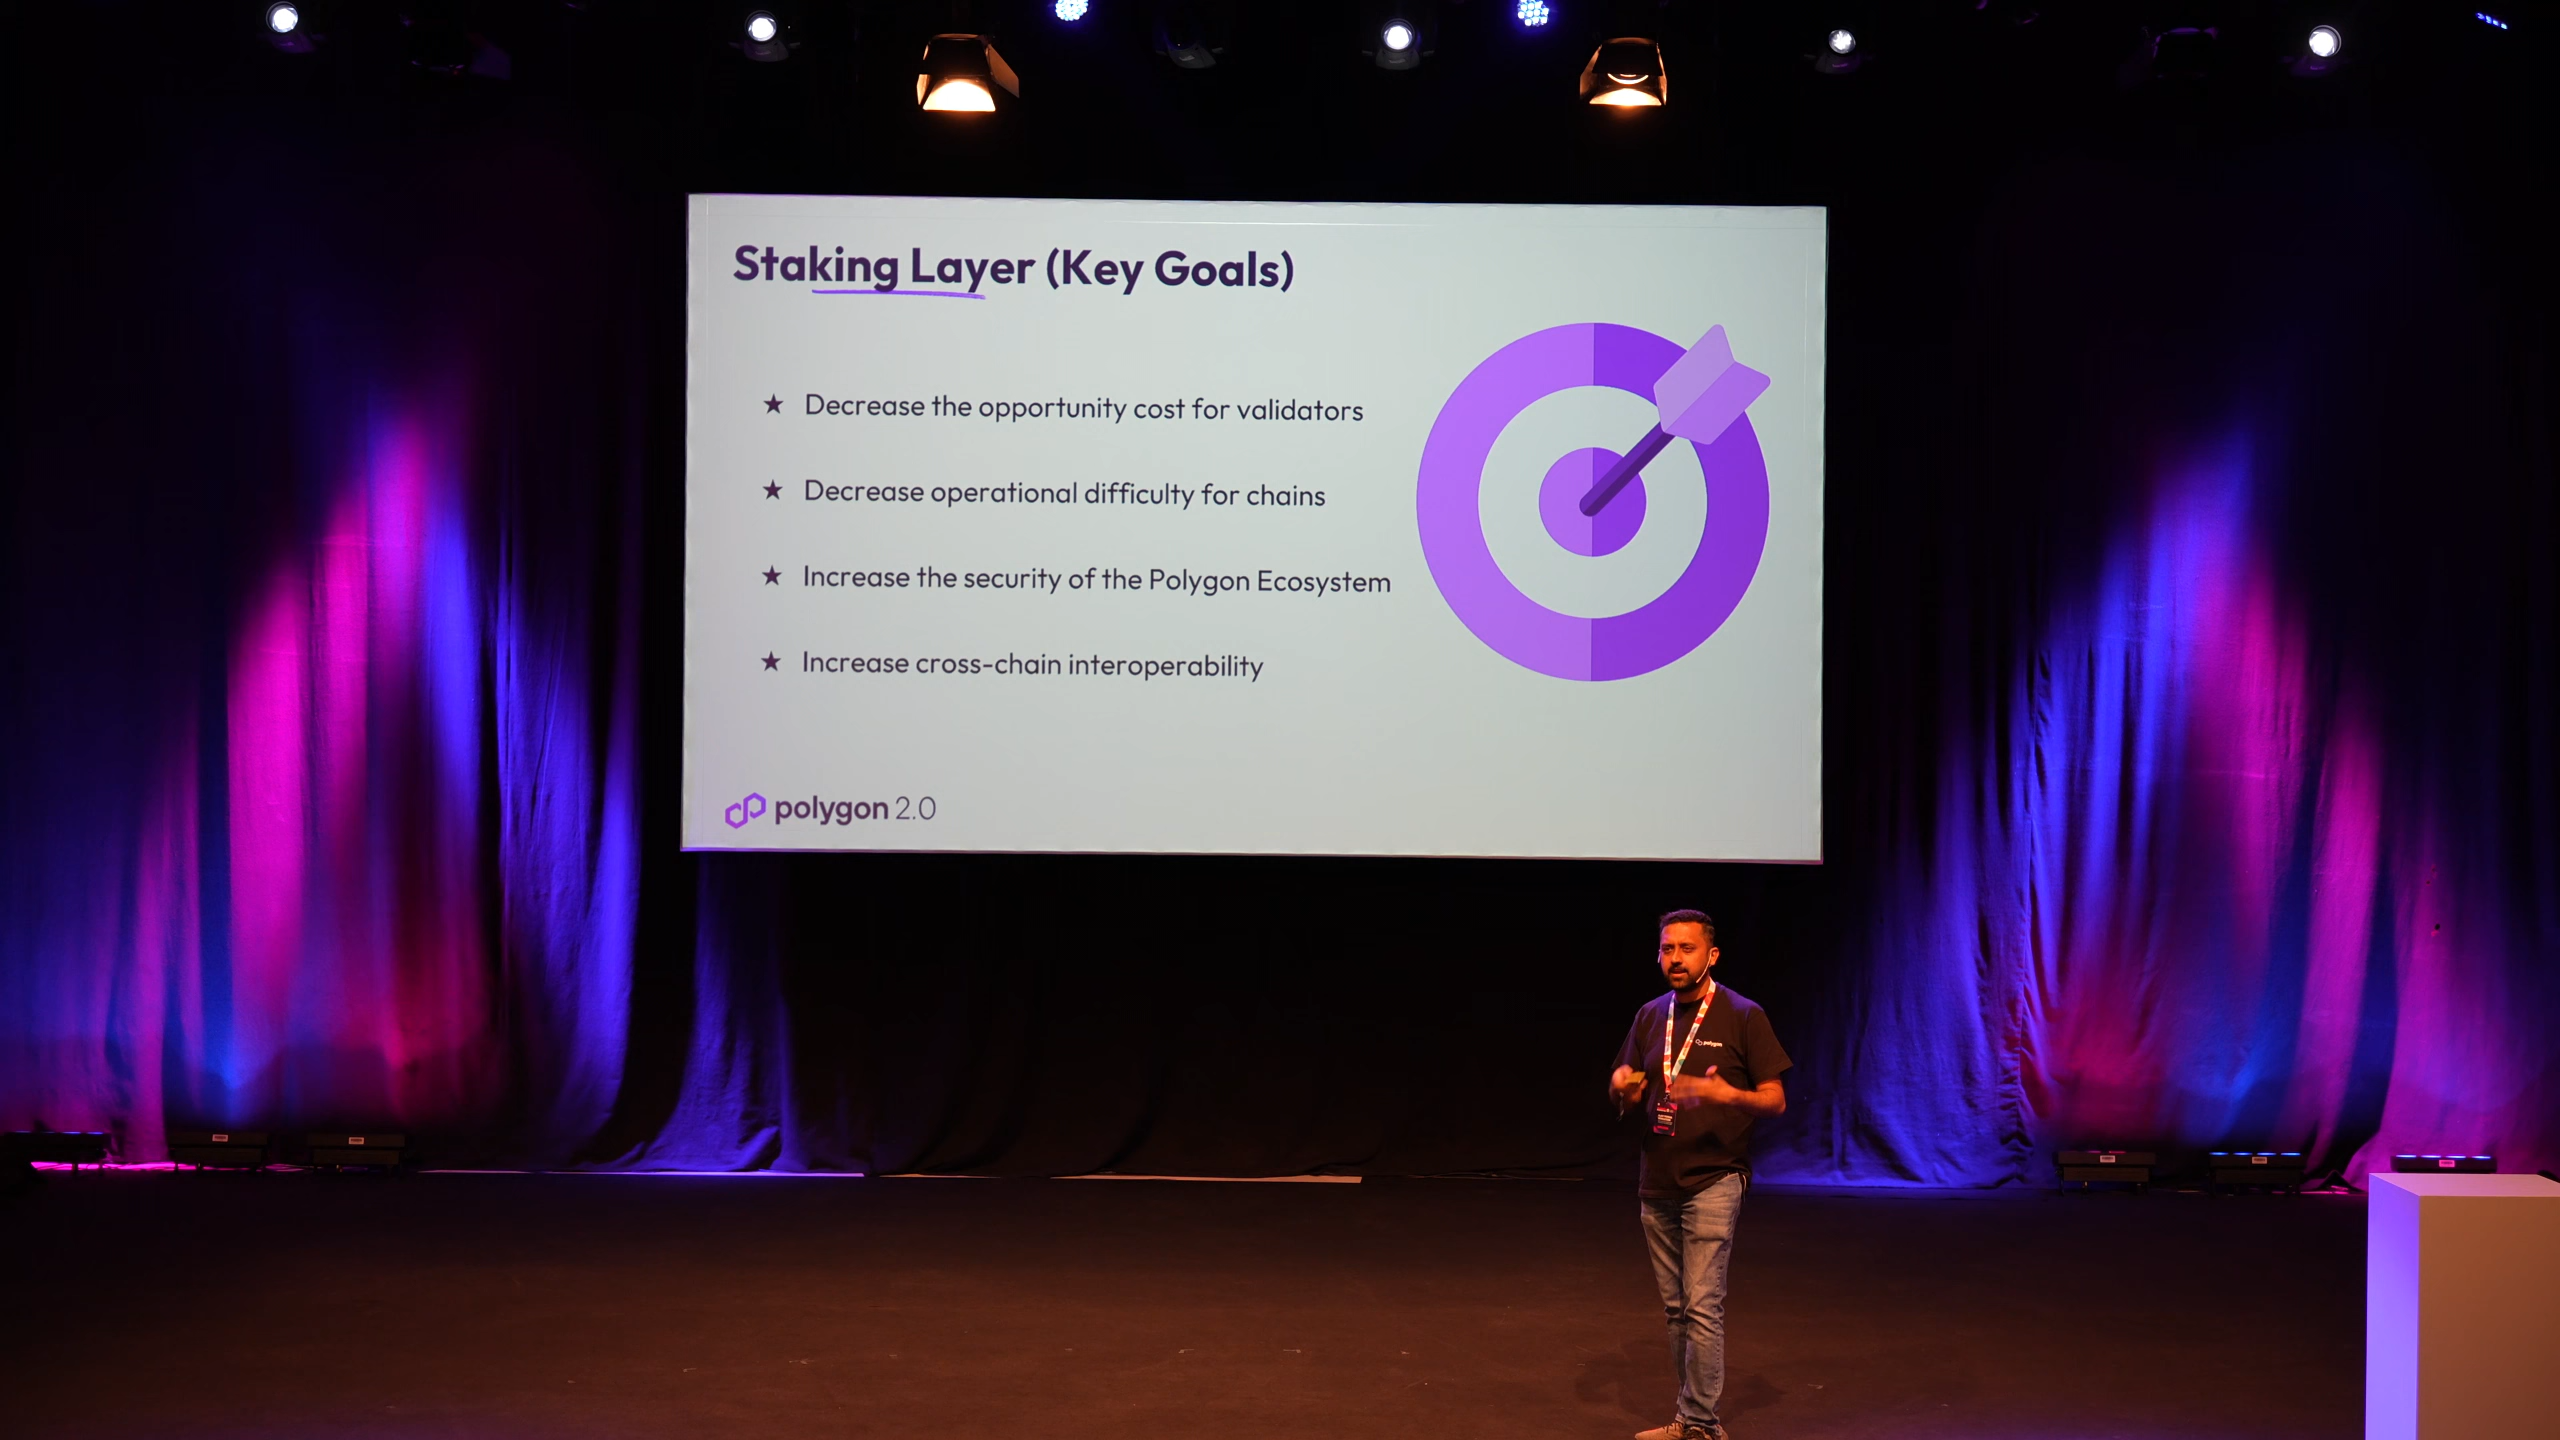 Staking Layer (Key Goals)
★ Decrease the opportunity cost for validators
★ Decrease operational difficulty for chains
★ Increase the security of the Polygon Ecosystem
★ Increase cross-chain interoperability
polygon 2.0
polygon